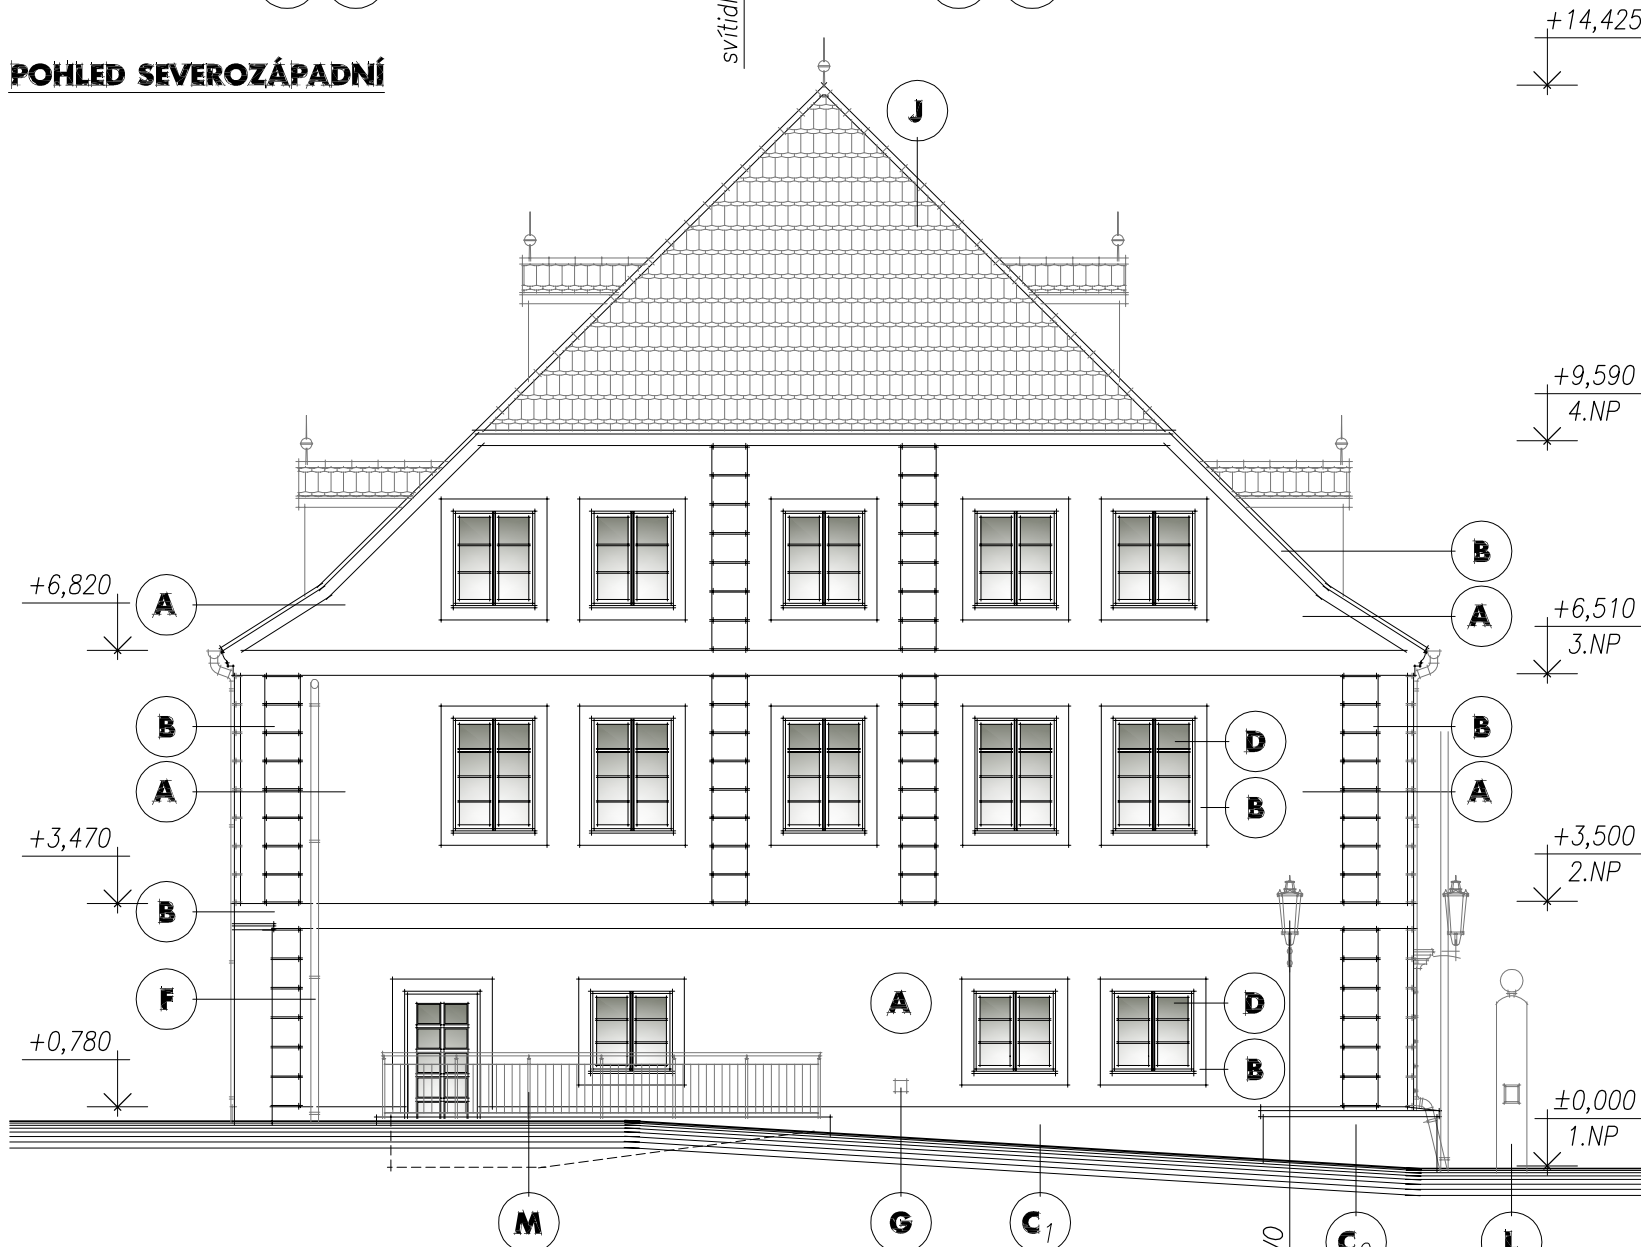 +14,425
POHLED SEVEROZÁPADNÍ
J
+9,590
4.NP
B
+6,820
A
A
+6,510
3.NP
B
B
D
A
A
B
+3,470
+3,500
2.NP
B
F
A
D
+0,780
B
±0,000
1.NP
M
G
C1